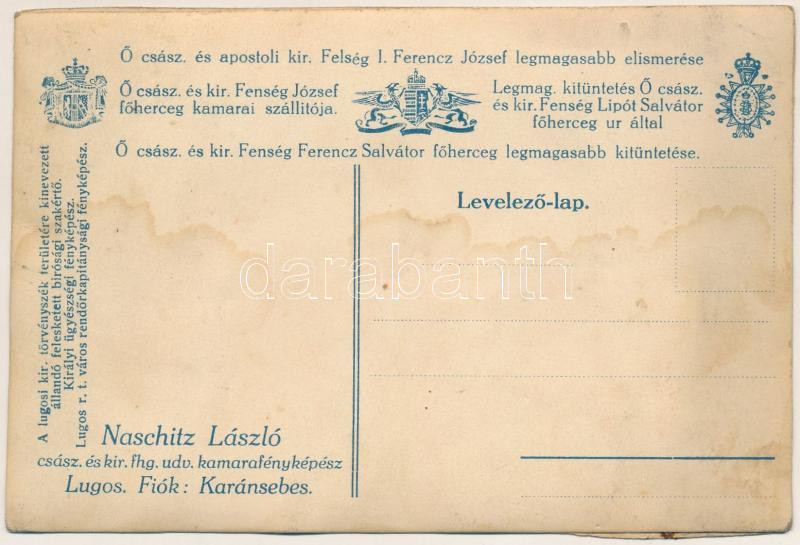 Ő csász. és apostoli kir. Felség I. Ferencz József legmagasabb elismerése
Ő csász. és kir. Fenség József
főherceg kamarai szállitója.
Legmag. kitüntetés Ő csász.
és kir. Fenség Lipót Salvátor
főherceg ur által
Ő csász. és kir. Fenség Ferencz Salvátor főherceg legmagasabb kitüntetése.
A lugosi kir. törvényszék területére kinevezett
állandó felesketett birósági szakértő.
Királyi ügyészségi fényképész.
Lugos r. t. város rendőrkapitánysági fényképész.
Levelező-lap.
darabanth
Naschitz László
csász. és kir. fhg. udv. kamarafényképész
Lugos. Fiók: Karánsebes.